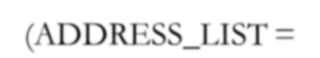 (ADDRESS_LIST =